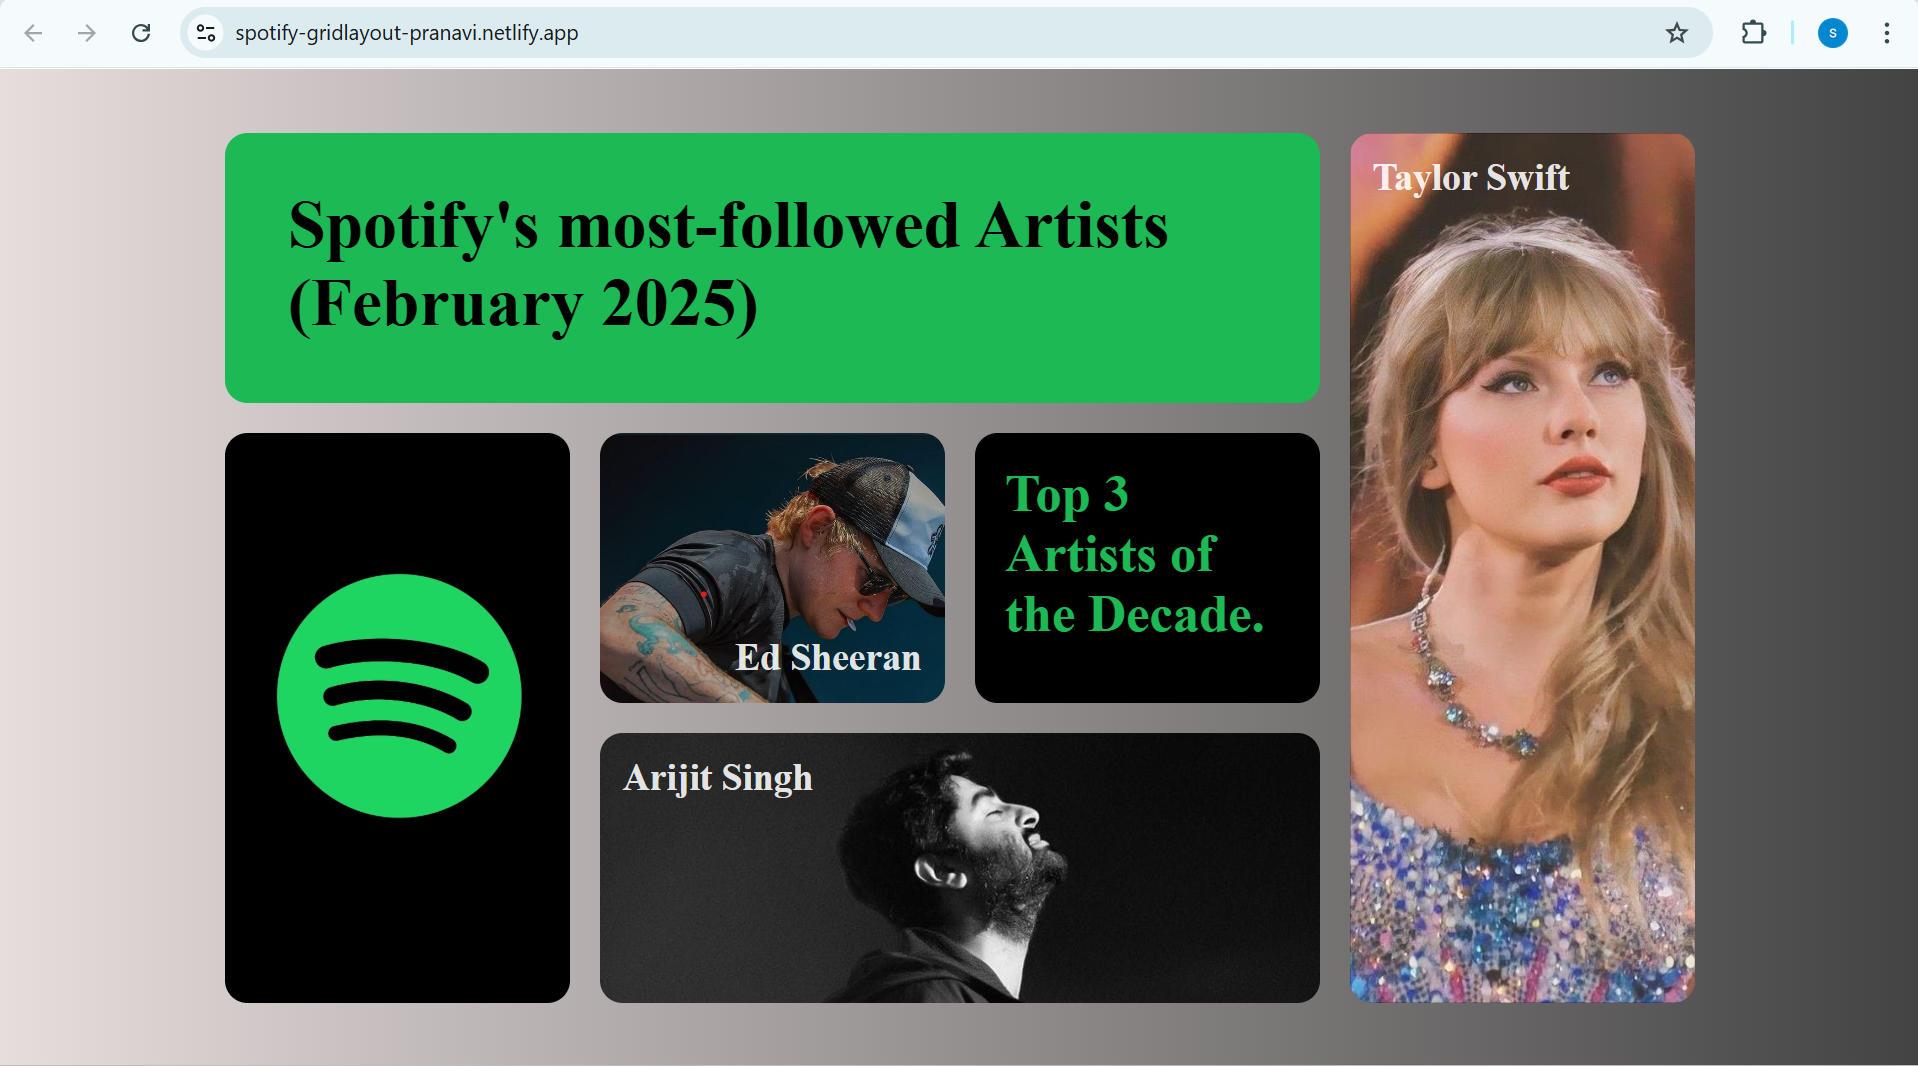 spotify-gridlayout-pranavi.netlify.app
s
Spotify's most-followed Artists
(February 2025)
Taylor Swift
Ed Sheeran
Top 3
Artists of
the Decade.
Arijit Singh